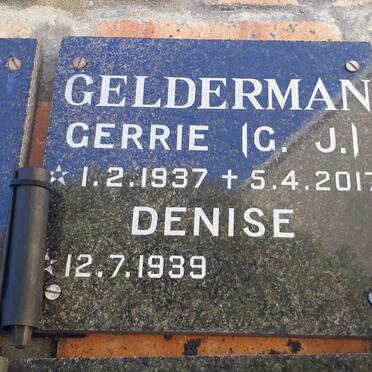 GELDERMAN
GERRIE (G. J.)
☆ 1.2.1937 ✝ 5.4.2017
DENISE
☆ 12.7.1939